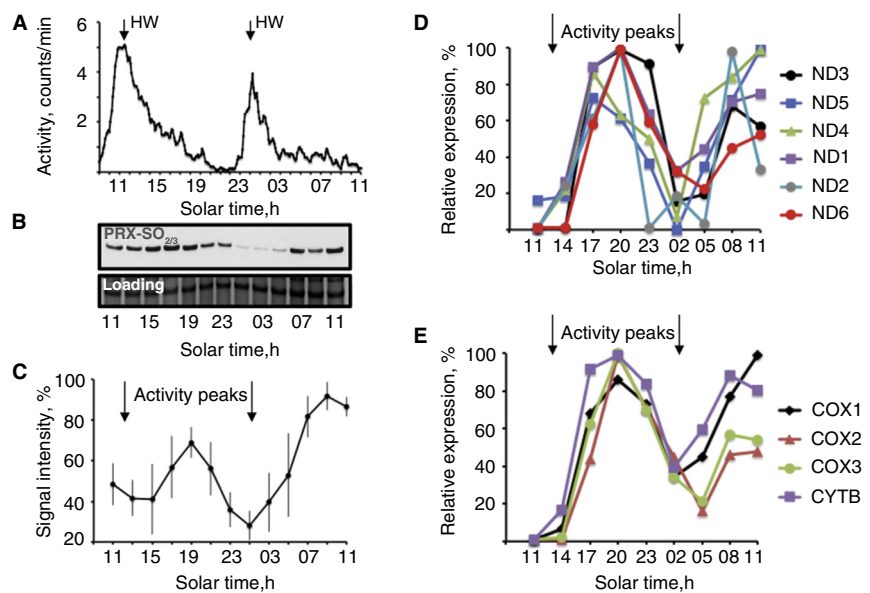 A
Activity, counts/min
6
4
2
HW
HW
11 15 19 23 03 07 11
Solar time,h
B
PRX-SO2/3
Loading
11 15 19 23 03 07 11
Solar time,h
C
Signal intensity, %
100
80
60
40
20
Activity peaks
11 15 19 23 03 07 11
Solar time,h
D
Relative expression, %
100
80
60
40
20
Activity peaks
11 14 17 20 23 02 05 08 11
Solar time,h
ND3
ND5
ND4
ND1
ND2
ND6
E
Relative expression, %
100
80
60
40
20
Activity peaks
11 14 17 20 23 02 05 08 11
Solar time,h
COX1
COX2
COX3
CYTB